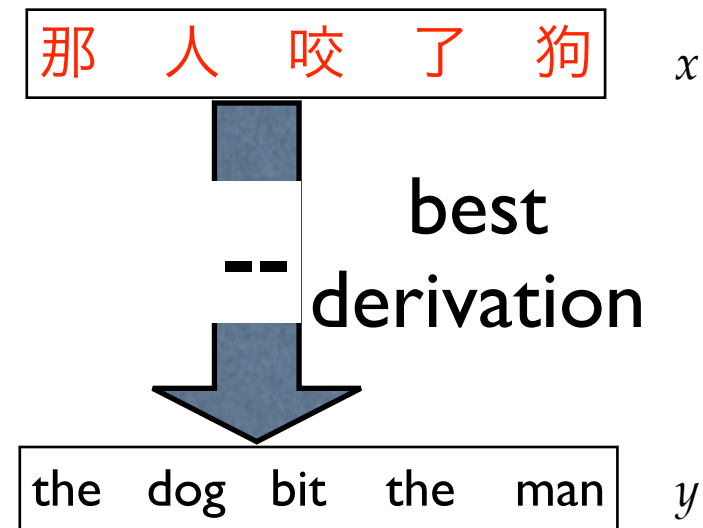 那 人 咬 了 狗 x
--
best
derivation
the dog bit the man y